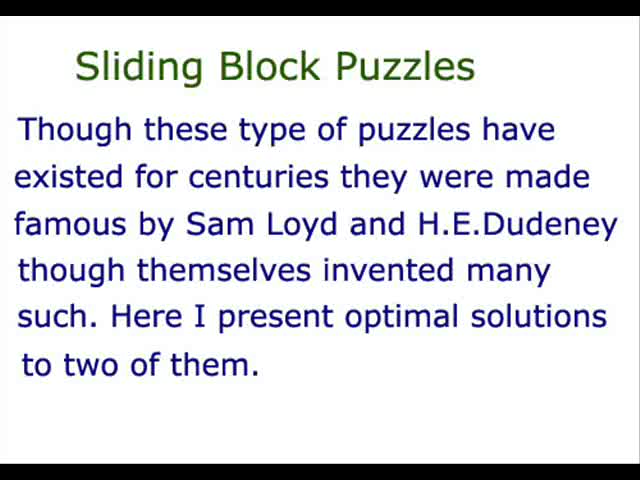 Sliding Block Puzzles
Though these type of puzzles have
existed for centuries they were made
famous by Sam Loyd and H.E.Dudeney
though themselves invented many
such. Here I present optimal solutions
to two of them.